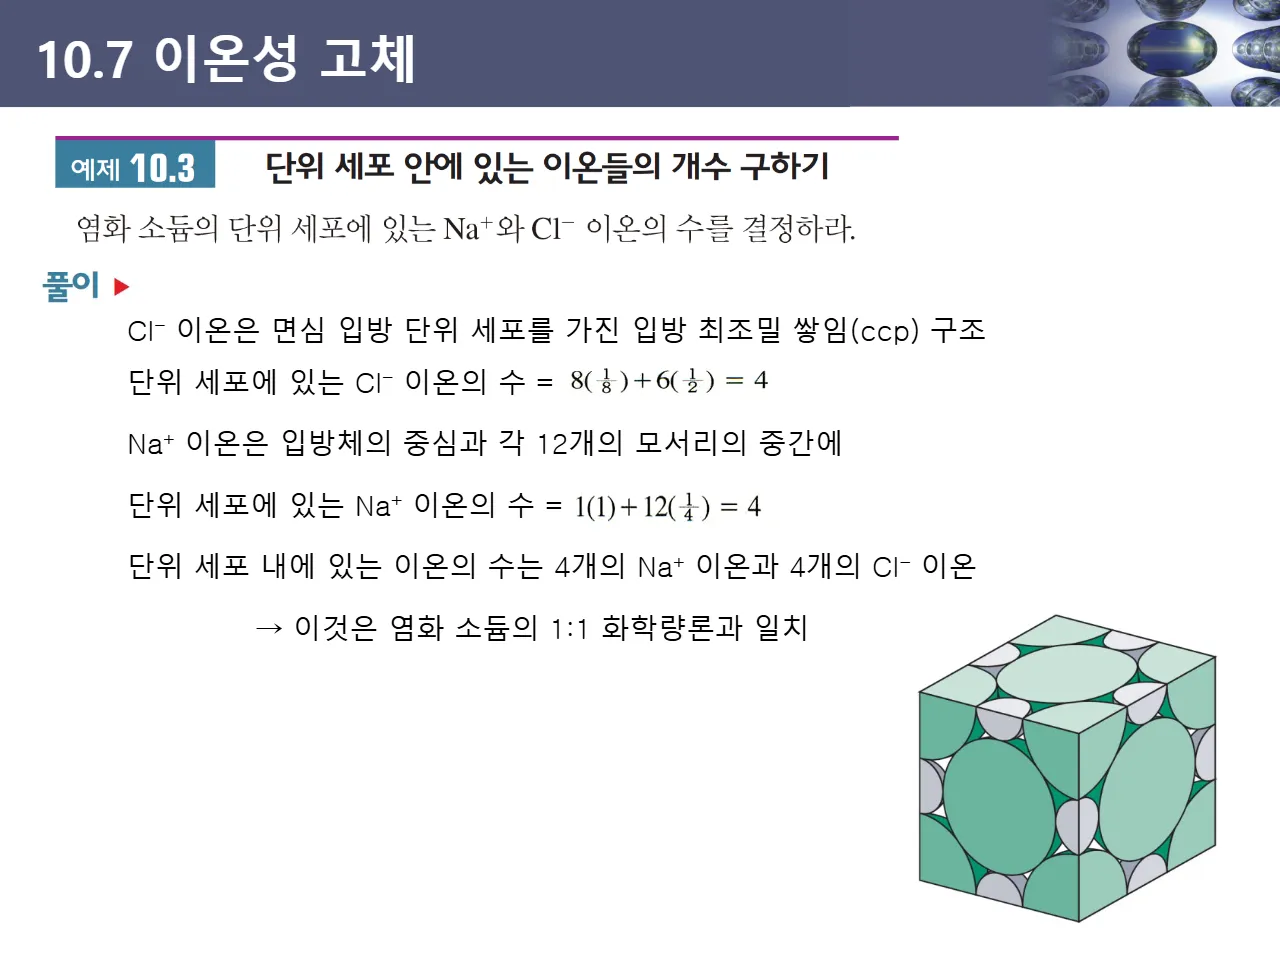 10.7 이온성 고체
예제 10.3 단위 세포 안에 있는 이온들의 개수 구하기
염화 소듐의 단위 세포에 있는 Na⁺와 Cl⁻ 이온의 수를 결정하라.
풀이 ▶
Cl⁻ 이온은 면심 입방 단위 세포를 가진 입방 최조밀 쌓임(ccp) 구조
단위 세포에 있는 Cl⁻ 이온의 수 = 8(1/8)+6(1/2) = 4
Na⁺ 이온은 입방체의 중심과 각 12개의 모서리의 중간에
단위 세포에 있는 Na⁺ 이온의 수 = 1(1)+12(1/4) = 4
단위 세포 내에 있는 이온의 수는 4개의 Na⁺ 이온과 4개의 Cl⁻ 이온
→ 이것은 염화 소듐의 1:1 화학량론과 일치